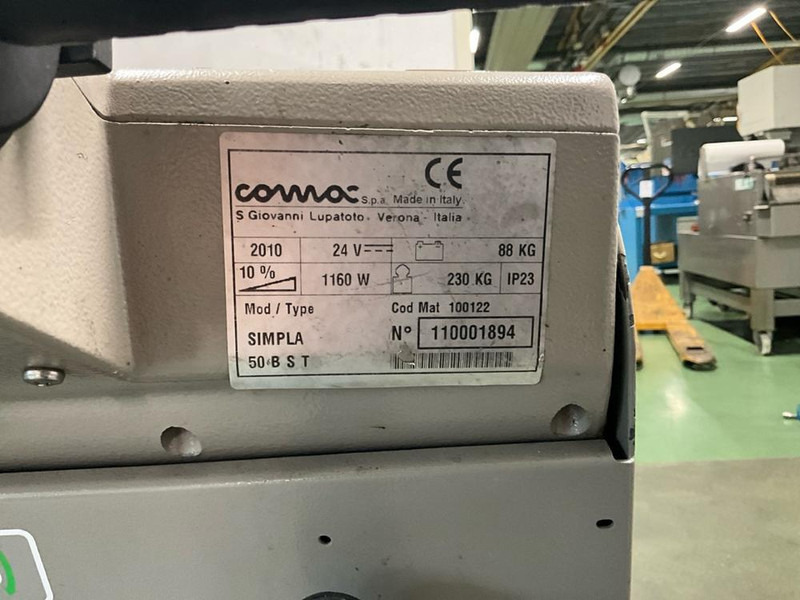 comac S.p.a. Made in Italy. CE
S Giovanni Lupatoto - Verona - Italia -
2010 24 V 88 KG
10 % 1160 W 230 KG IP23
Mod / Type Cod Mat 100122
SIMPLA N° 110001894
50 B S T